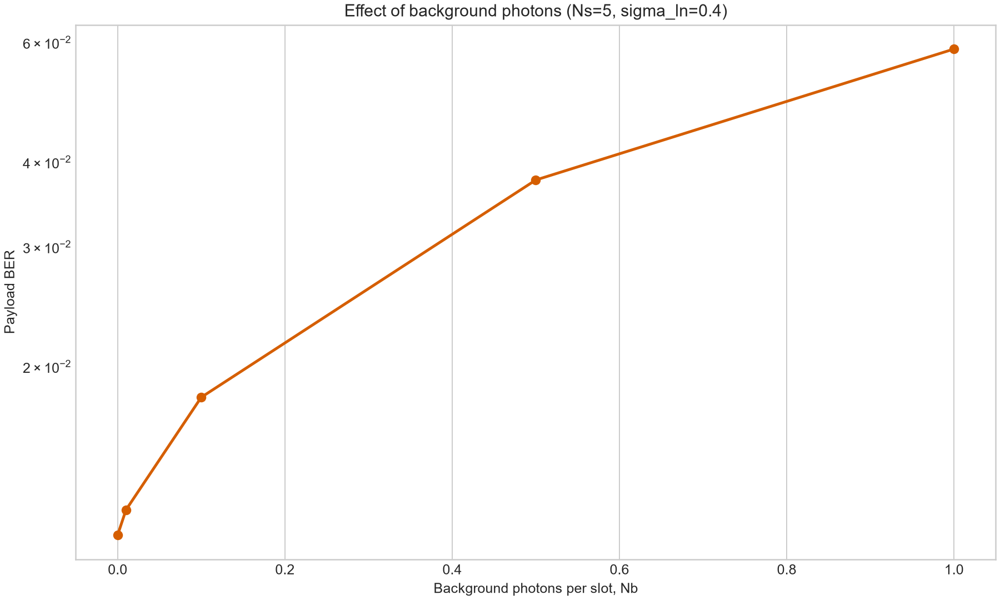 Effect of background photons (Ns=5, sigma_ln=0.4)
Payload BER
6 × 10⁻²
4 × 10⁻²
3 × 10⁻²
2 × 10⁻²
0.0 0.2 0.4 0.6 0.8 1.0
Background photons per slot, Nb